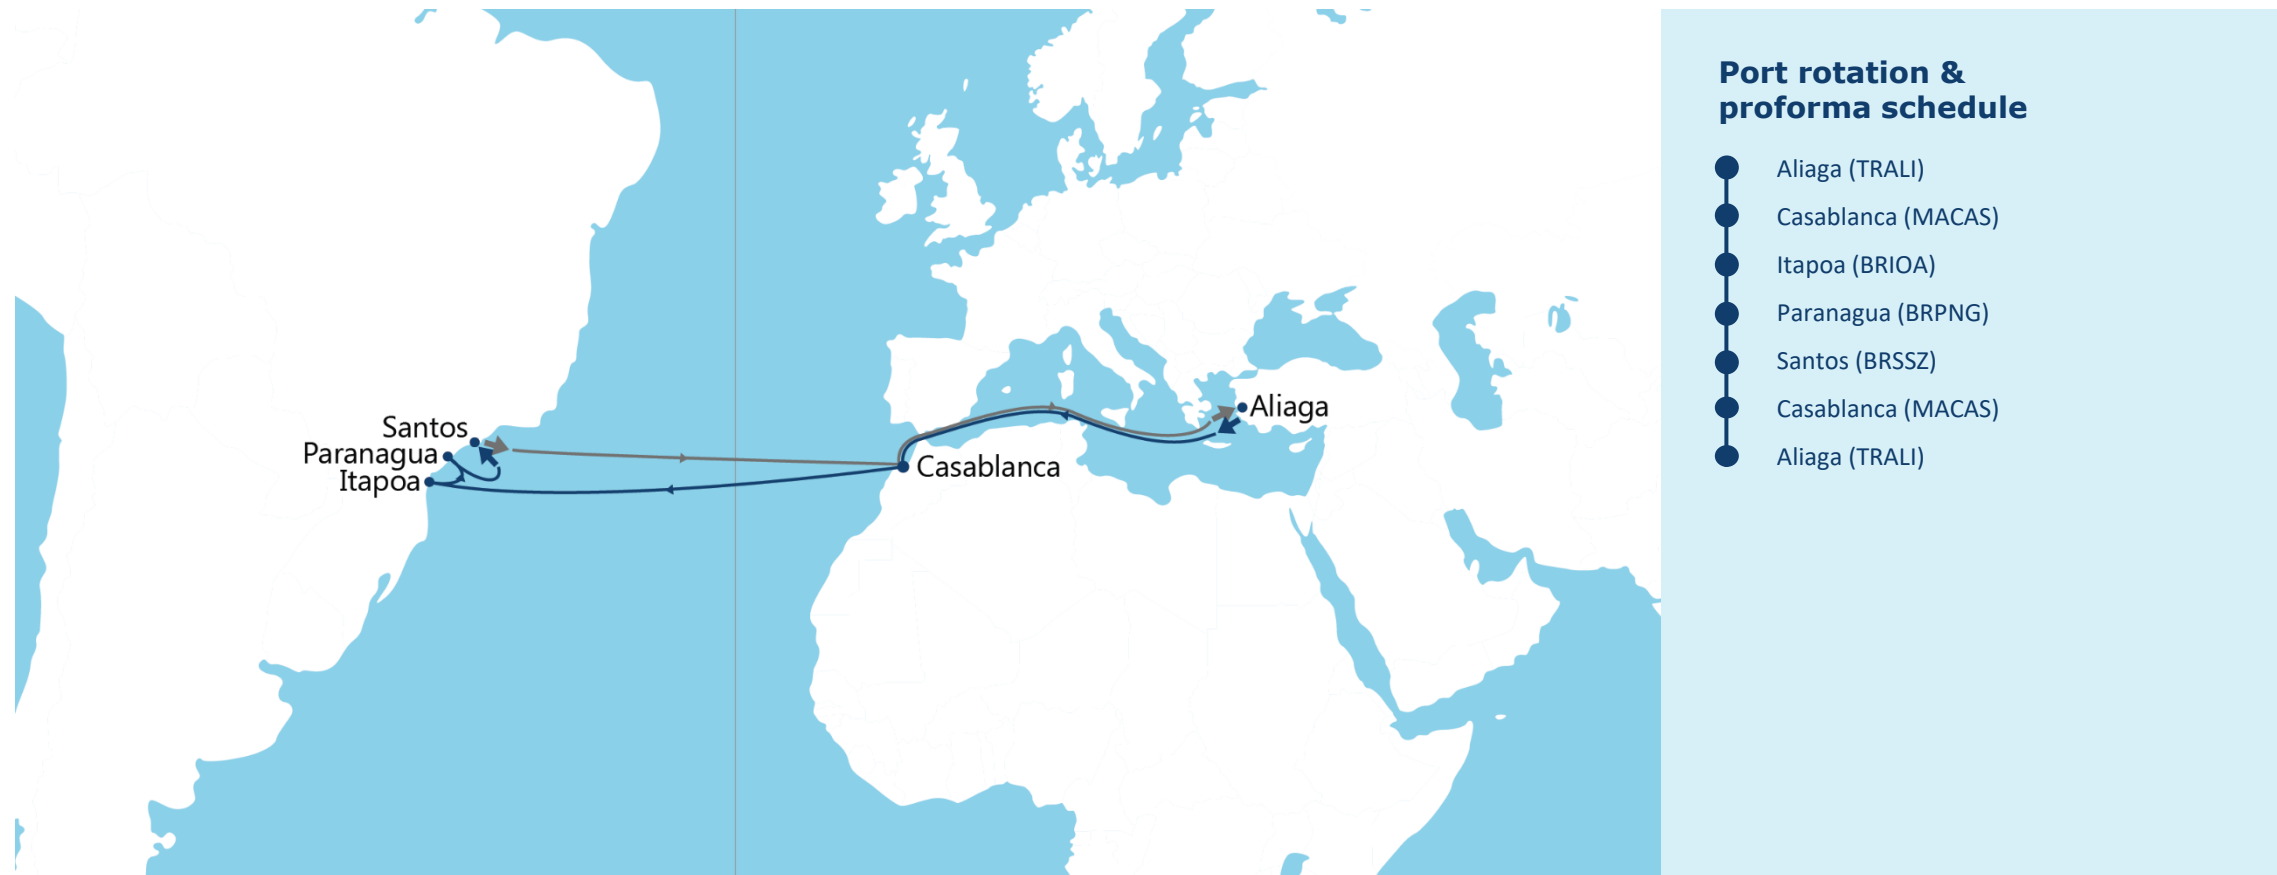 Santos
Paranagua
Itapoa
Casablanca
Aliaga
Port rotation &
proforma schedule
Aliaga (TRALI)
Casablanca (MACAS)
Itapoa (BRIOA)
Paranagua (BRPNG)
Santos (BRSSZ)
Casablanca (MACAS)
Aliaga (TRALI)